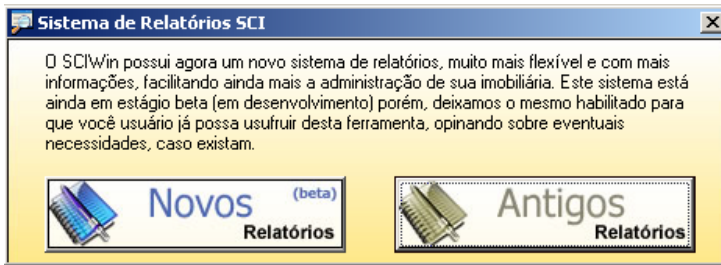 Sistema de Relatórios SCI
O SCIWin possui agora um novo sistema de relatórios, muito mais flexível e com mais
informações, facilitando ainda mais a administração de sua imobiliária. Este sistema está
ainda em estágio beta (em desenvolvimento) porém, deixamos o mesmo habilitado para
que você usuário já possa usufruir desta ferramenta, opinando sobre eventuais
necessidades, caso existam.
Novos (beta)
Relatórios
Antigos
Relatórios